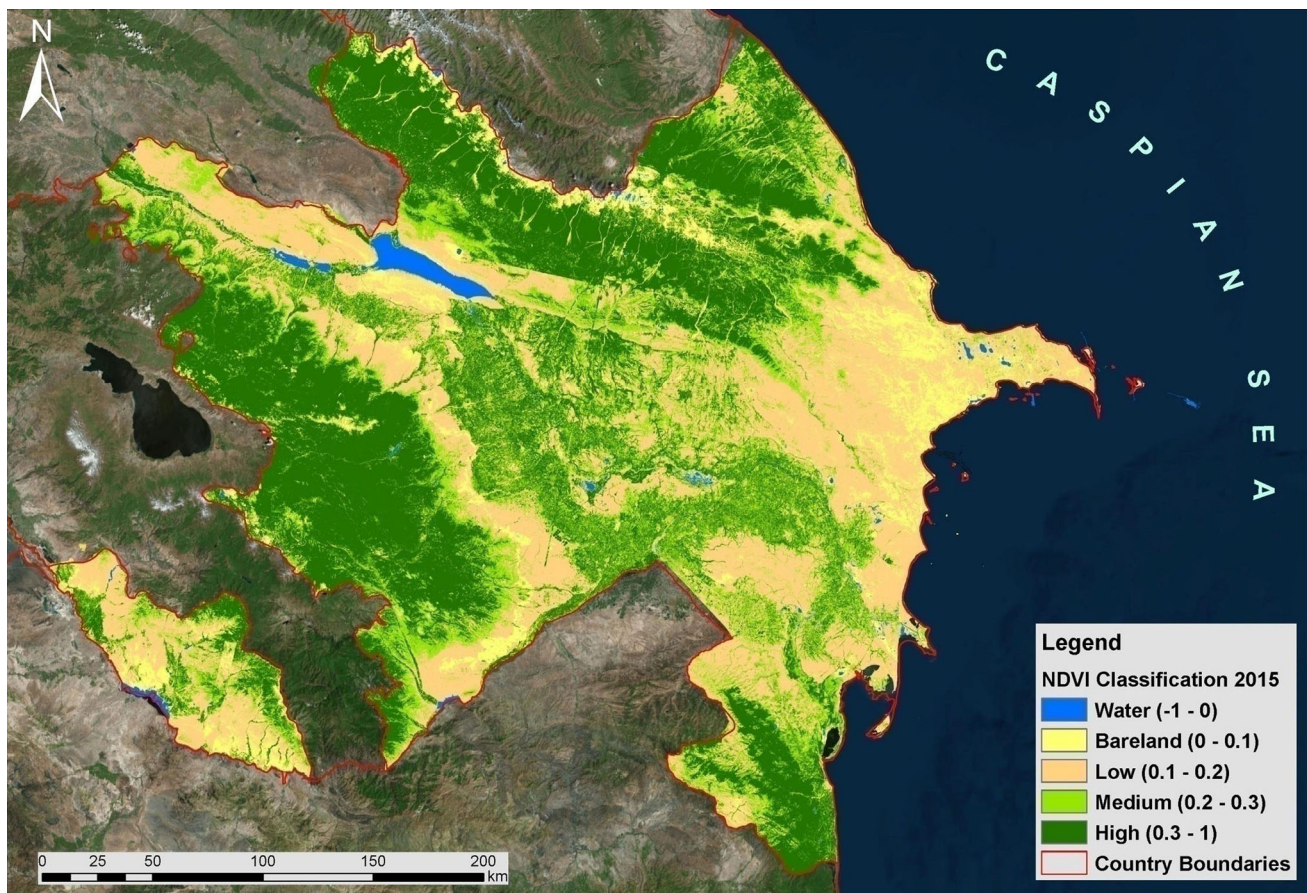 N
CASPIAN SEA
Legend
NDVI Classification 2015
Water (-1 - 0)
Bareland (0 - 0.1)
Low (0.1 - 0.2)
Medium (0.2 - 0.3)
High (0.3 - 1)
Country Boundaries
0 25 50 100 150 200
km